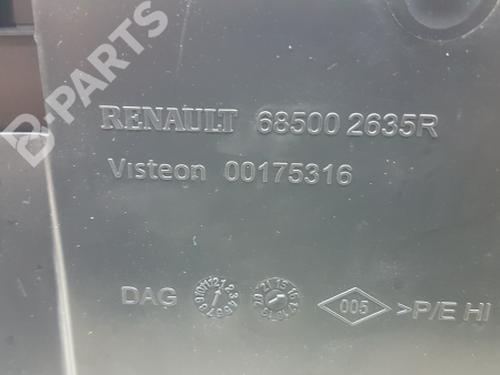 B-PARTS
RENAULT 68500 2635R
Visteon 00175316
DAG
005 >P/E HI